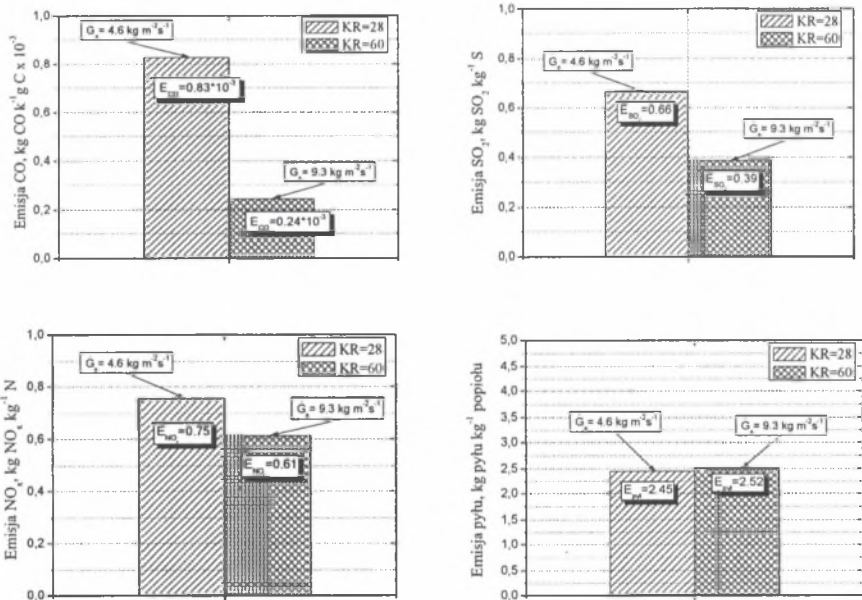 Emisja CO, kg CO k⁻¹ g C x 10⁻³
1,0
0,8
0,6
0,4
0,2
0,0
KR=28
KR=60
Gₛ= 4.6 kg m⁻²s⁻¹
E_CO=0.83*10⁻³
Gₛ= 9.3 kg m⁻²s⁻¹
E_CO=0.24*10⁻³
Emisja SO₂, kg SO₂ kg⁻¹ S
1,0
0,8
0,6
0,4
0,2
0,0
KR=28
KR=60
Gₛ= 4.6 kg m⁻²s⁻¹
E_SO₂=0.66
Gₛ= 9.3 kg m⁻²s⁻¹
E_SO₂=0.39
Emisja NOₓ, kg NOₓ kg⁻¹ N
1,0
0,8
0,6
0,4
0,2
0,0
KR=28
KR=60
Gₛ= 4.6 kg m⁻²s⁻¹
E_NOₓ=0.75
Gₛ= 9.3 kg m⁻²s⁻¹
E_NOₓ=0.61
Emisja pyłu, kg pyłu kg⁻¹ popiołu
5,0
4,5
4,0
3,5
3,0
2,5
2,0
1,5
1,0
0,5
0,0
KR=28
KR=60
Gₛ= 4.6 kg m⁻²s⁻¹
E_pył=2.45
Gₛ= 9.3 kg m⁻²s⁻¹
E_pył=2.52